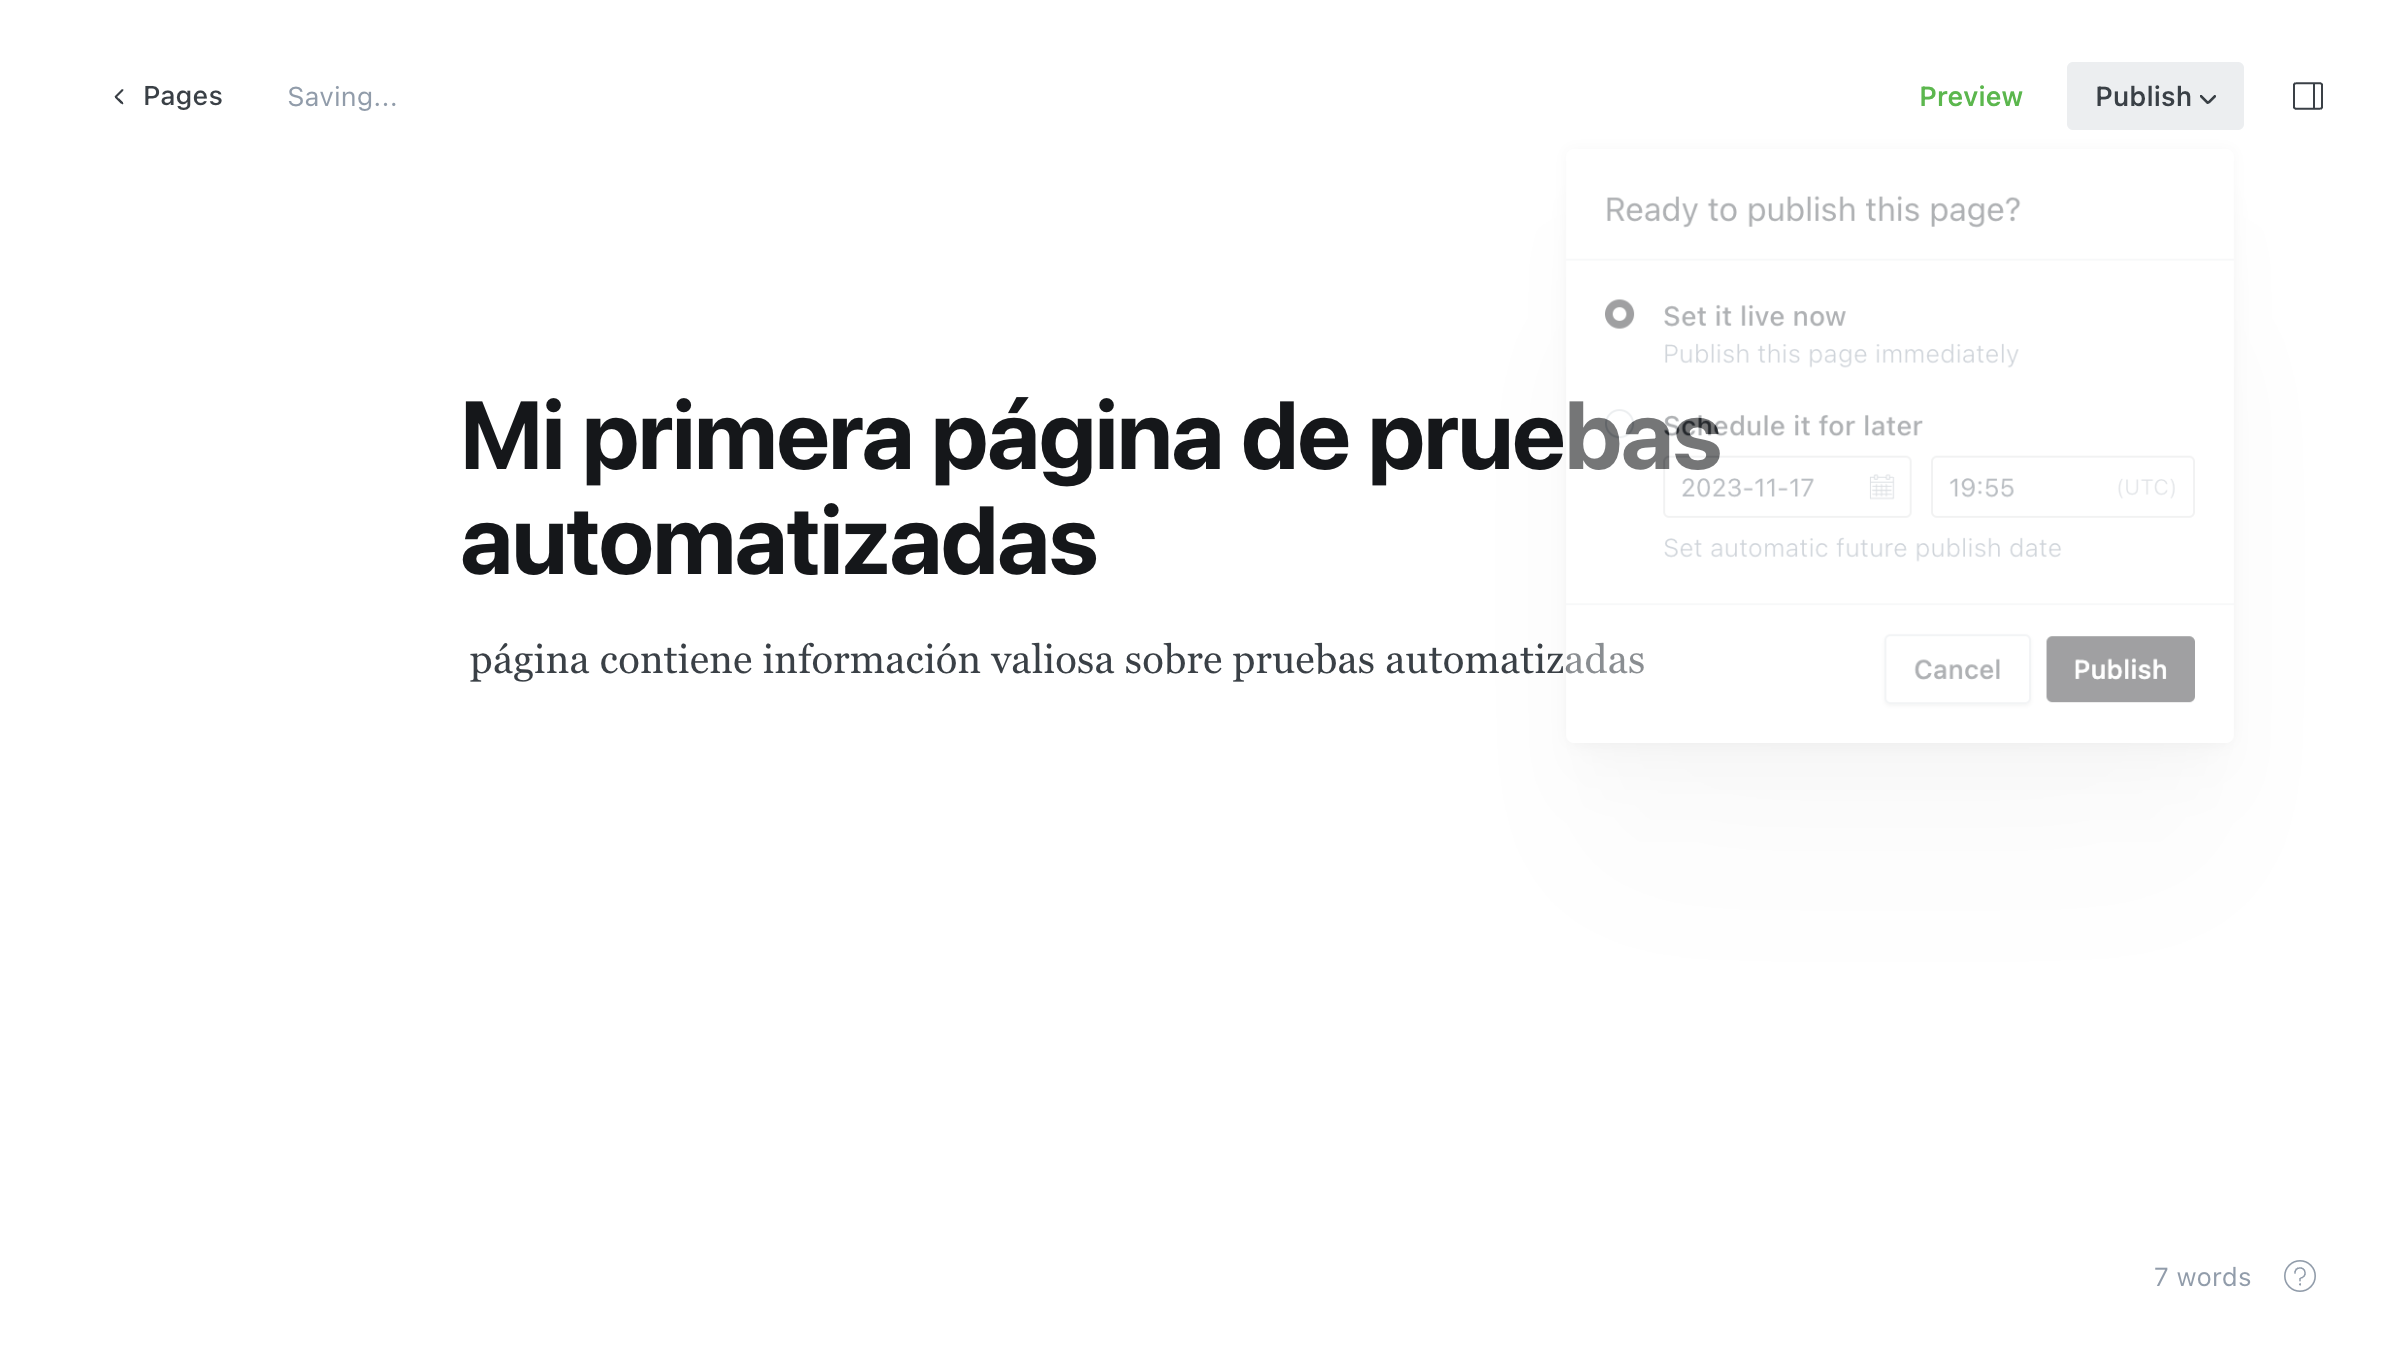 Pages
Saving...
Preview
Publish
Ready to publish this page?
Set it live now
Publish this page immediately
Mi primera página de pruebas
automatizadas
Schedule it for later
2023-11-17
19:55
(UTC)
Set automatic future publish date
página contiene información valiosa sobre pruebas automatizadas
Cancel
Publish
7 words
?